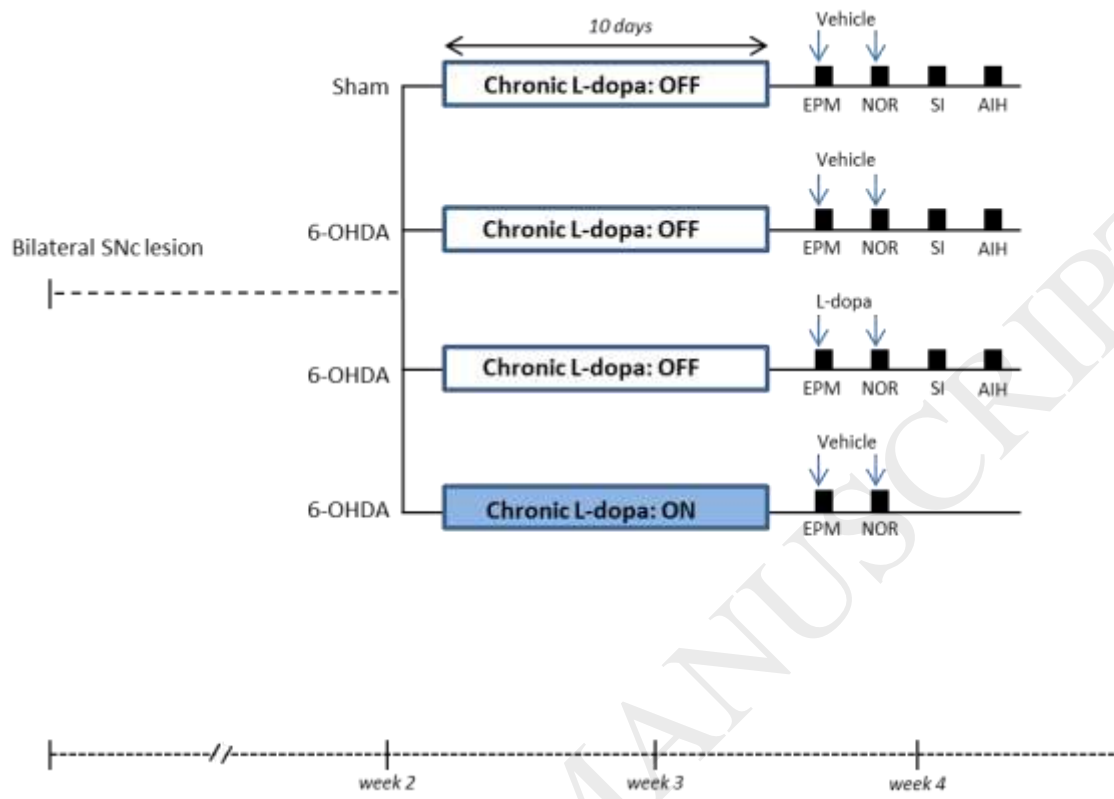 Vehicle
10 days
Sham
Chronic L-dopa: OFF
EPM NOR SI AIH
Vehicle
6-OHDA
Chronic L-dopa: OFF
EPM NOR SI AIH
Bilateral SNc lesion
L-dopa
6-OHDA
Chronic L-dopa: OFF
EPM NOR SI AIH
Vehicle
6-OHDA
Chronic L-dopa: ON
EPM NOR
week 2 week 3 week 4
MANUSCRIPT